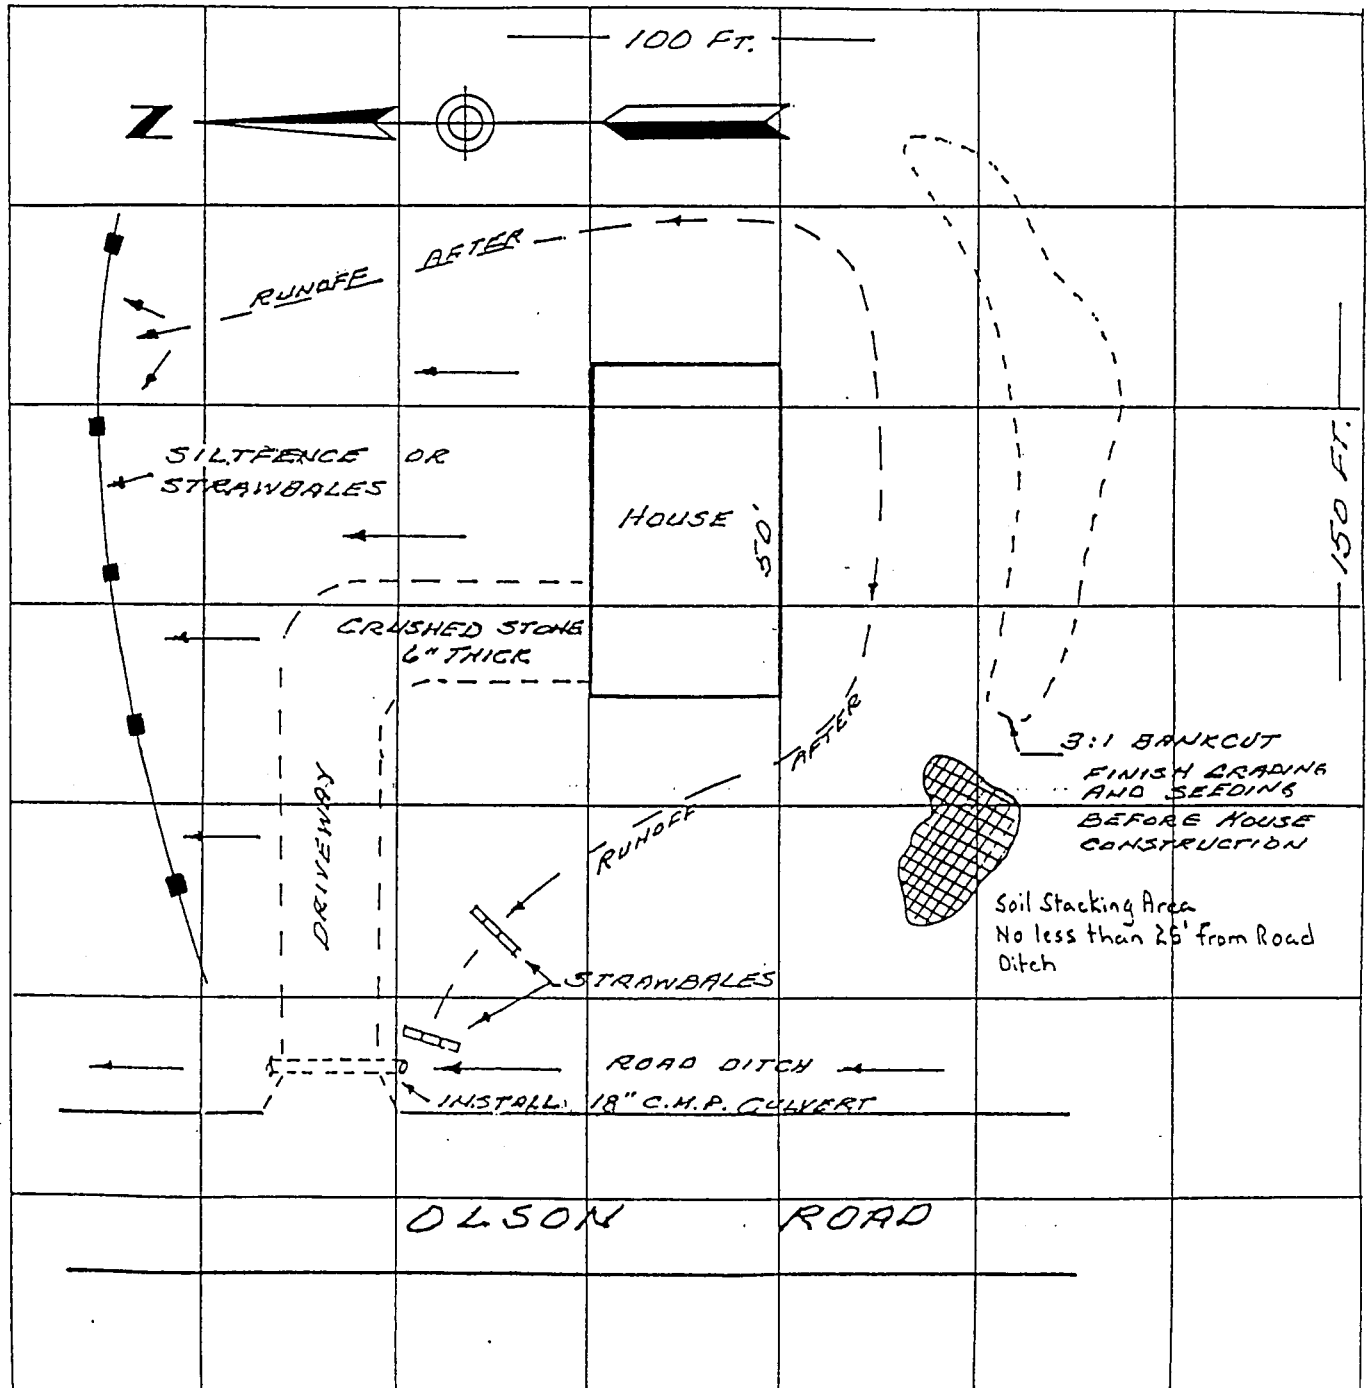 100 FT.
N
RUNOFF AFTER
SILTFENCE OR
STRAWBALES
HOUSE
50'
150 FT.
CRUSHED STONE
6" THICK
DRIVEWAY
RUNOFF AFTER
3:1 BANKCUT
FINISH GRADING
AND SEEDING
BEFORE HOUSE
CONSTRUCTION
Soil Stacking Area
No less than 25' from Road
Ditch
STRAWBALES
ROAD DITCH
INSTALL 18" C.M.P. CULVERT
OLSON ROAD